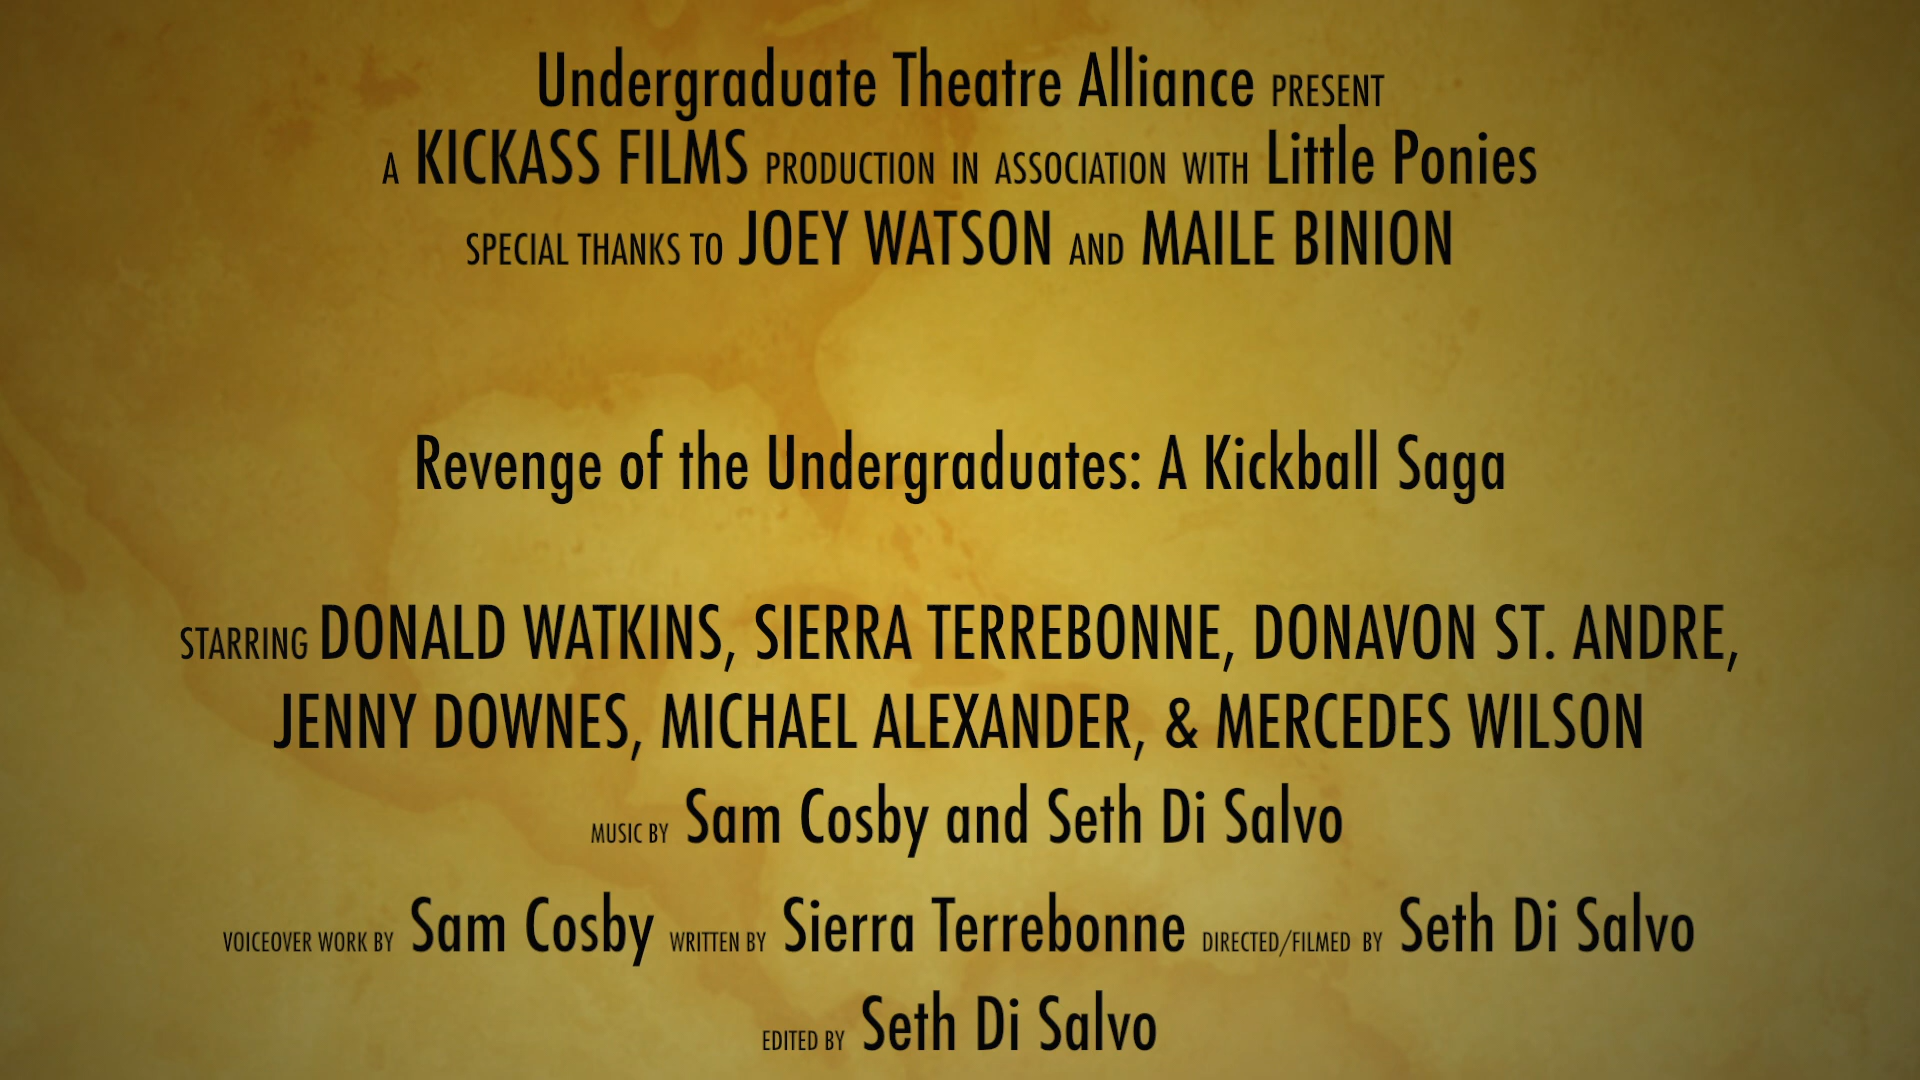 Undergraduate Theatre Alliance PRESENT
A KICKASS FILMS PRODUCTION IN ASSOCIATION WITH Little Ponies
SPECIAL THANKS TO JOEY WATSON AND MAILE BINION
Revenge of the Undergraduates: A Kickball Saga
STARRING DONALD WATKINS, SIERRA TERREBONNE, DONAVON ST. ANDRE,
JENNY DOWNES, MICHAEL ALEXANDER, & MERCEDES WILSON
MUSIC BY Sam Cosby and Seth Di Salvo
VOICEOVER WORK BY Sam Cosby WRITTEN BY Sierra Terrebonne DIRECTED/FILMED BY Seth Di Salvo
EDITED BY Seth Di Salvo